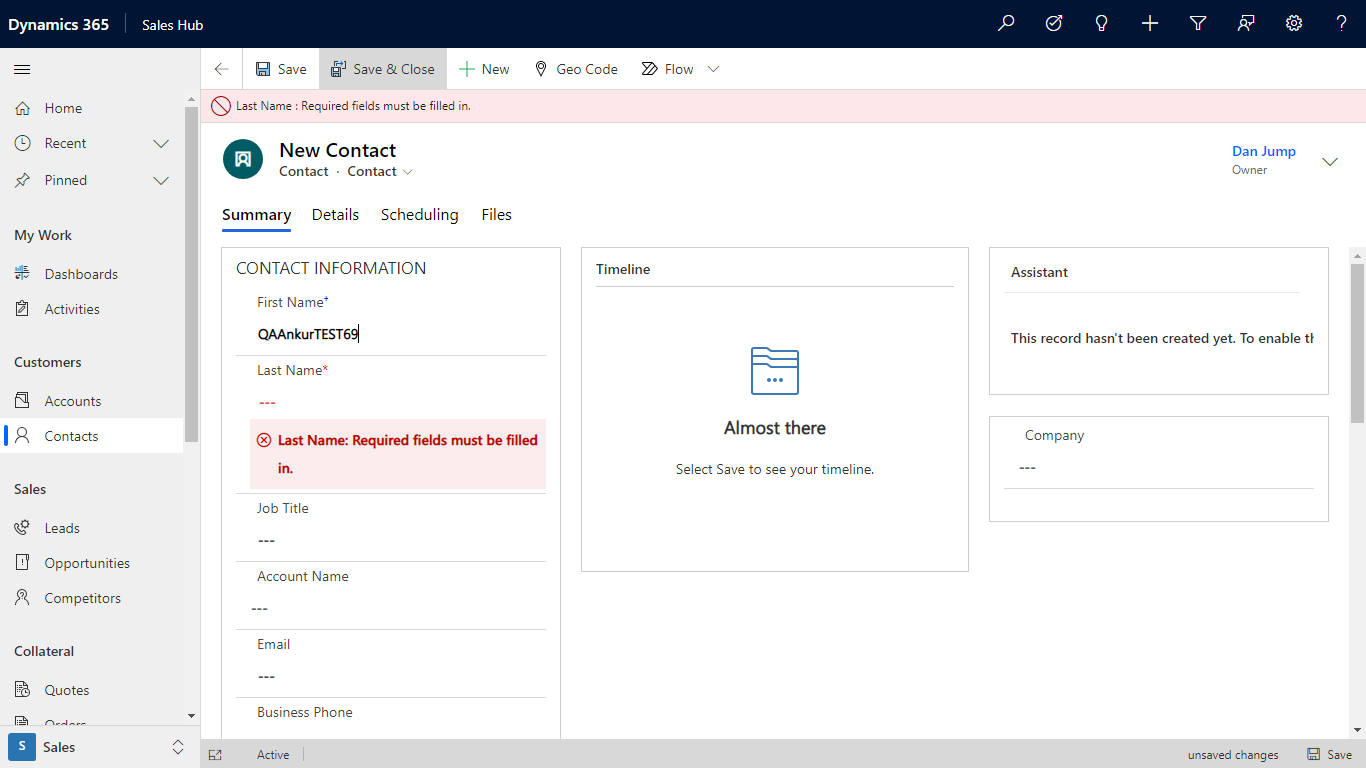 Dynamics 365
Sales Hub
Save
Save & Close
New
Geo Code
Flow
Last Name : Required fields must be filled in.
Home
Recent
Pinned
My Work
Dashboards
Activities
Customers
Accounts
Contacts
Sales
Leads
Opportunities
Competitors
Collateral
Quotes
Orders
S
Sales
New Contact
Contact · Contact
Dan Jump
Owner
Summary
Details
Scheduling
Files
CONTACT INFORMATION
First Name+
QAAnkurTEST69
Last Name*
---
Last Name: Required fields must be filled
in.
Job Title
---
Account Name
---
Email
---
Business Phone
Timeline
Almost there
Select Save to see your timeline.
Assistant
This record hasn't been created yet. To enable th
Company
---
Active
unsaved changes
Save